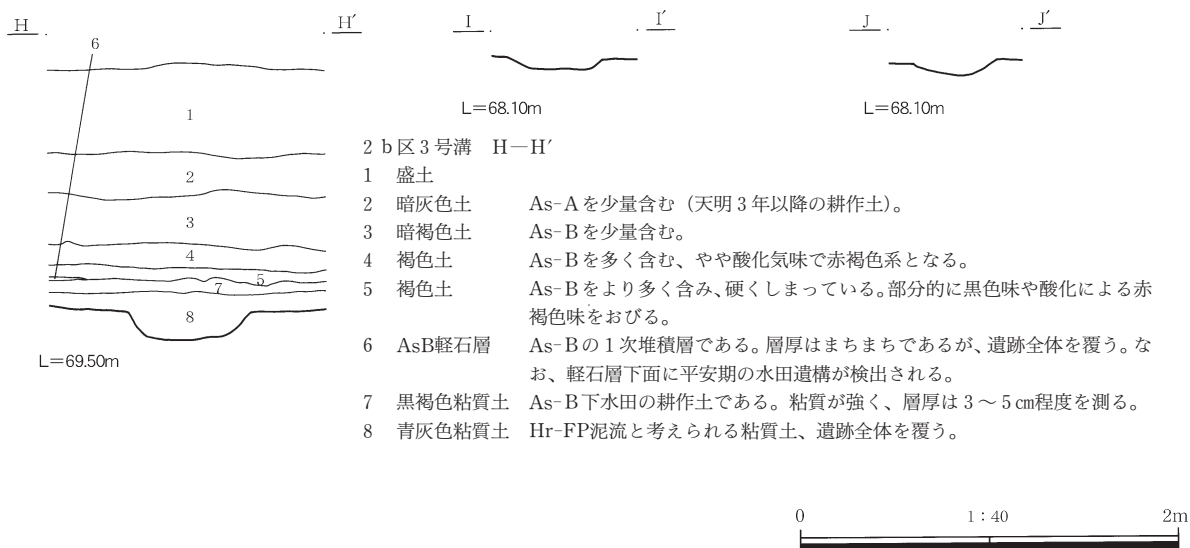 H H′ I I′ J J′
6
1
2
3
4
5
7
8
L=69.50m
L=68.10m
L=68.10m
2b区3号溝 H―H′
1 盛土
2 暗灰色土 As-Aを少量含む（天明3年以降の耕作土）。
3 暗褐色土 As-Bを少量含む。
4 褐色土 As-Bを多く含む、やや酸化気味で赤褐色系となる。
5 褐色土 As-Bをより多く含み、硬くしまっている。部分的に黒色味や酸化による赤
褐色味をおびる。
6 AsB軽石層 As-Bの1次堆積層である。層厚はまちまちであるが、遺跡全体を覆う。な
お、軽石層下面に平安期の水田遺構が検出される。
7 黒褐色粘質土 As-B下水田の耕作土である。粘質が強く、層厚は3～5㎝程度を測る。
8 青灰色粘質土 Hr-FP泥流と考えられる粘質土、遺跡全体を覆う。
0 1：40 2m